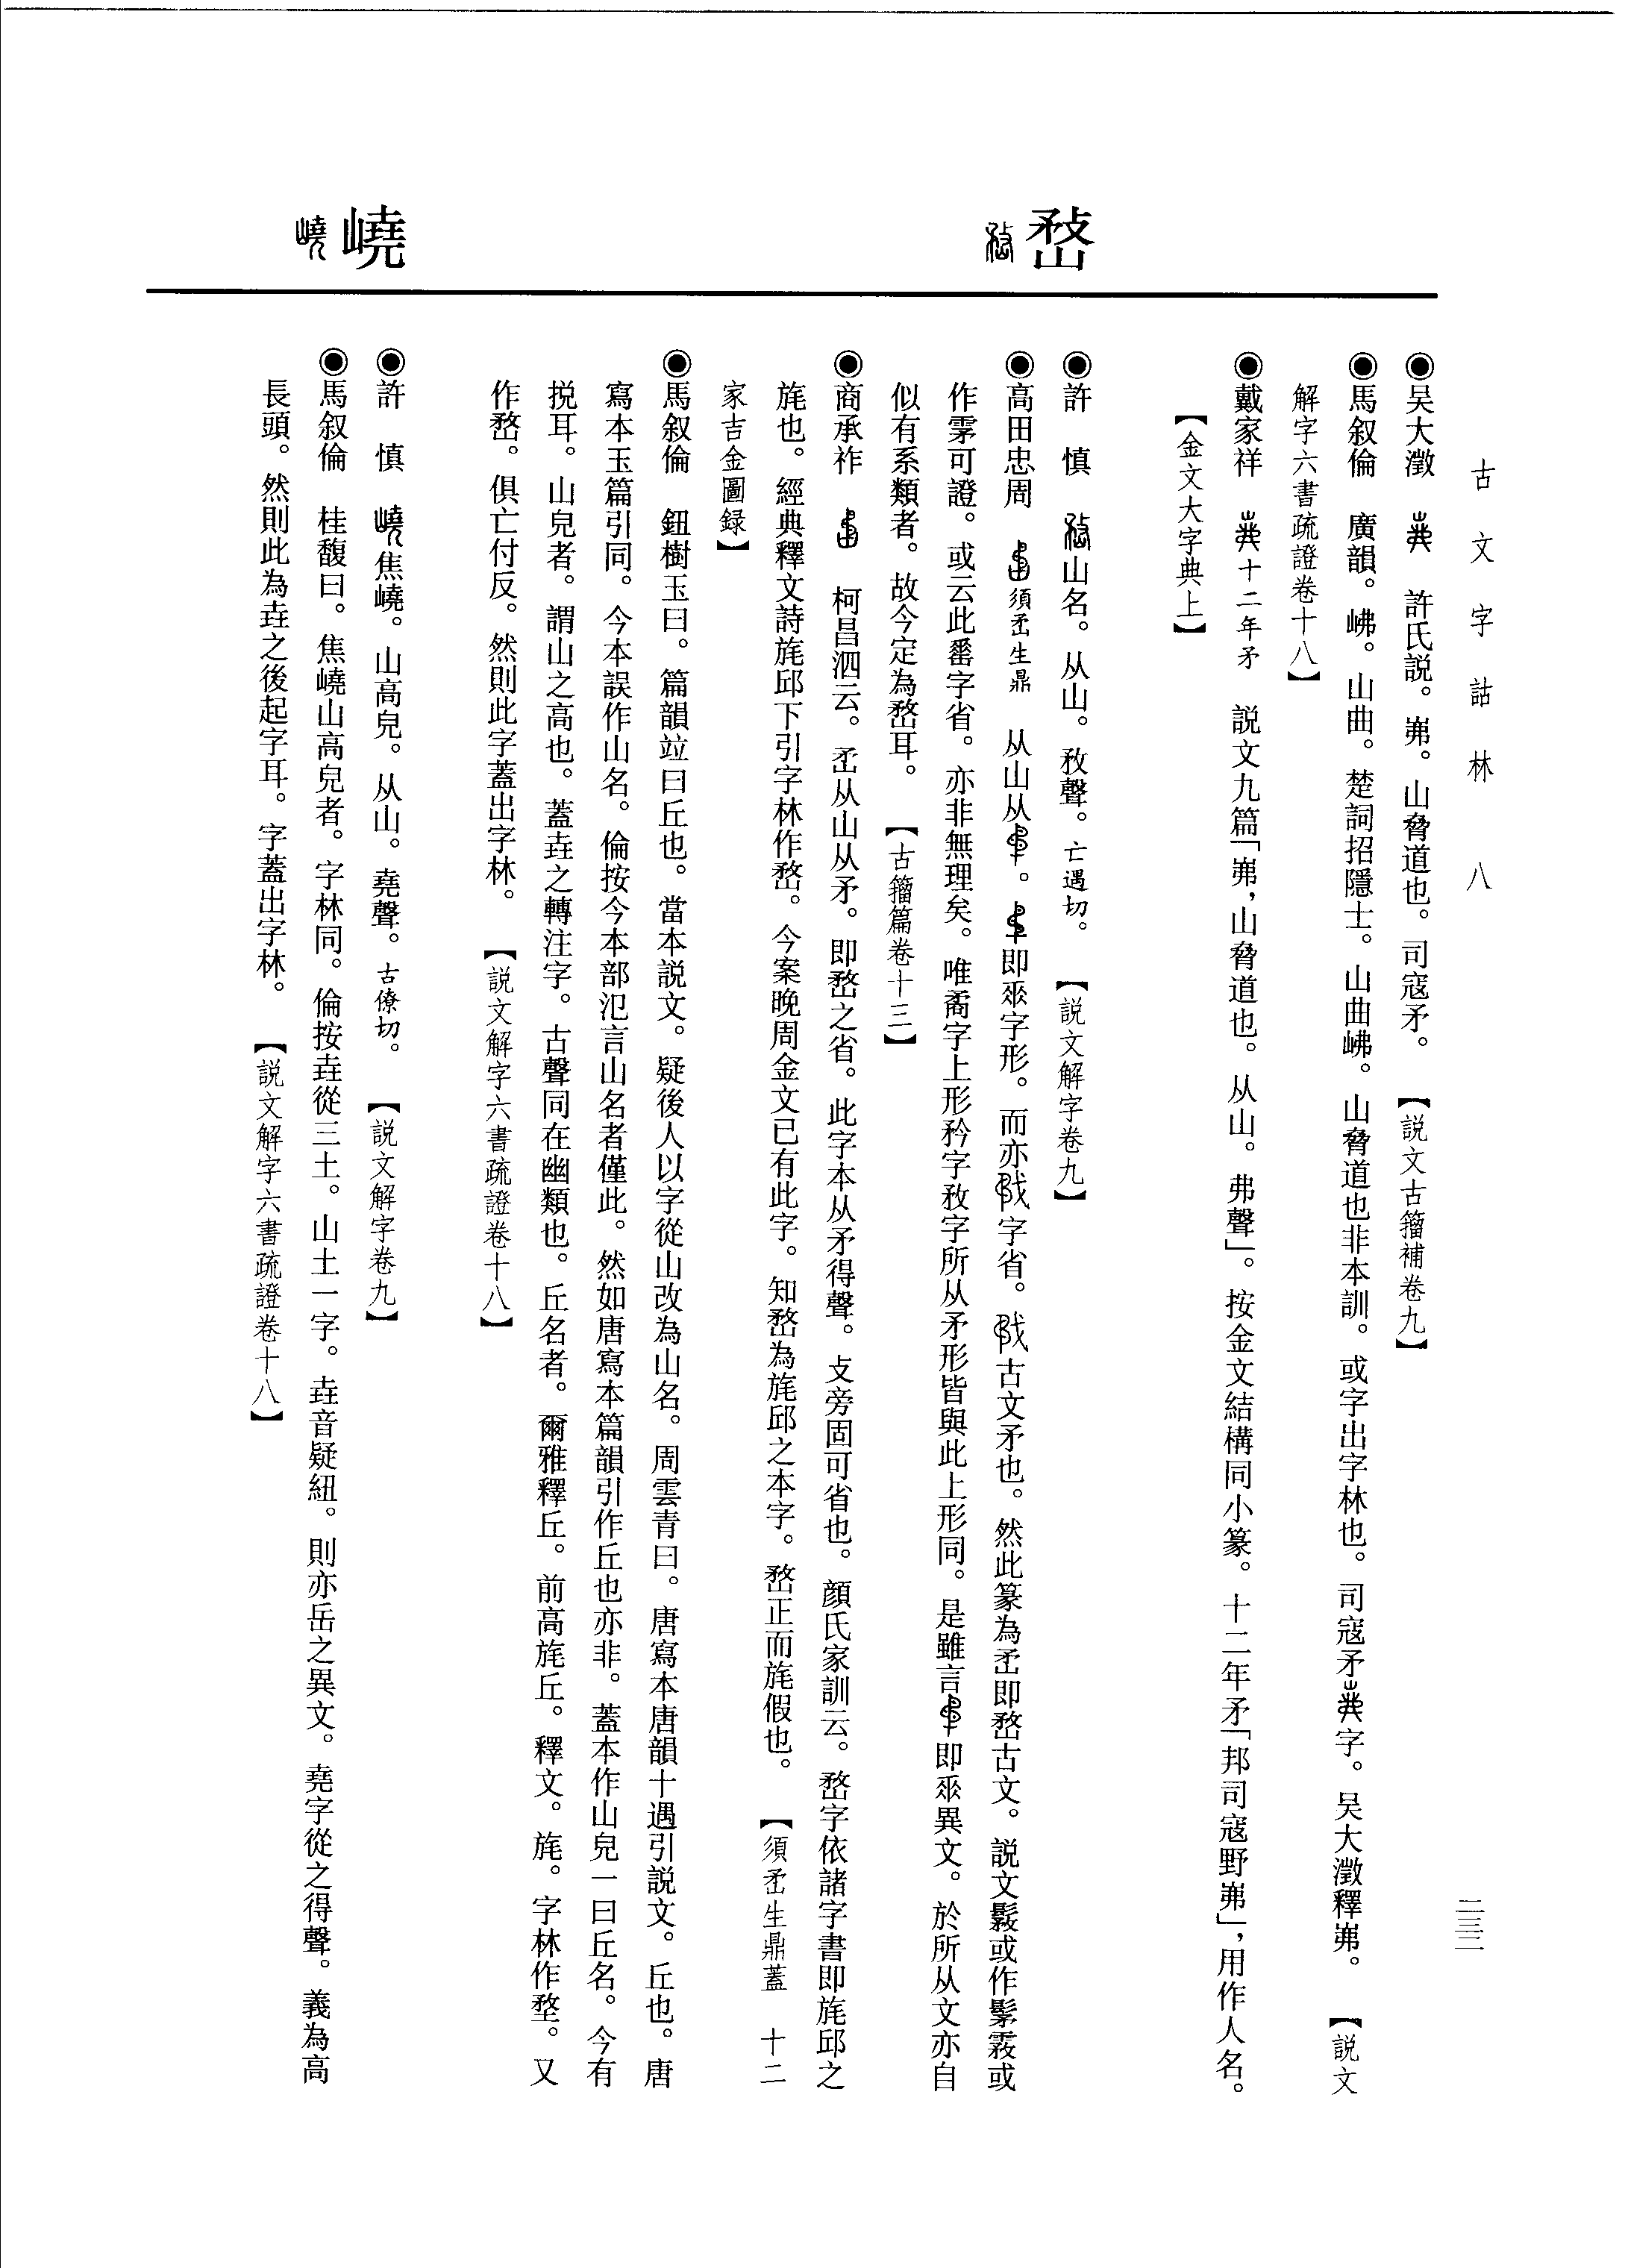 古文字詁林　八
二三二
嵍
嶢
◉吴大澂　許氏説。岪。山脅道也。司寇矛。【説文古籀補卷九】
◉馬叙倫　廣韻。岪。山曲。楚詞招隱士。山曲岪。山脅道也非本訓。或字出字林也。司寇矛字。吴大澂釋岪。【説文
解字六書疏證卷十八】
◉戴家祥　十二年矛　説文九篇「岪，山脅道也。从山。弗聲」。按金文結構同小篆。十二年矛「邦司寇野岪」，用作人名。
【金文大字典上】
◉許　慎　山名。从山。敄聲。亡遇切。【説文解字卷九】
◉高田忠周　須峹生鼎　从山从。即字形。而亦字省。古文矛也。然此篆為即嵍古文。説文髳或作髳霧或
作雺可證。或云此畨字省。亦非無理矣。唯矞字上形矜字敄字所从矛形皆與此上形同。是雖言即異文。於所从文亦自
似有系類者。故今定為嵍耳。【古籀篇卷十三】
◉商承祚　柯昌泗云。从山从矛。即嵍之省。此字本从矛得聲。攴旁固可省也。顔氏家訓云。嵍字依諸字書即旄邱之
旄也。經典釋文詩旄邱下引字林作嵍。今案晚周金文已有此字。知嵍為旄邱之本字。嵍正而旄假也。【須生鼎蓋　十二
家吉金圖録】
◉馬叙倫　鈕樹玉曰。篇韻竝曰丘也。當本説文。疑後人以字從山改為山名。周雲青曰。唐寫本唐韻十遇引説文。丘也。唐
寫本玉篇引同。今本誤作山名。倫按今本部氾言山名者僅此。然如唐寫本篇韻引作丘也亦非。蓋本作山皃一曰丘名。今有
挩耳。山皃者。謂山之高也。蓋垚之轉注字。古聲同在幽類也。丘名者。爾雅釋丘。前高旄丘。釋文。旄。字林作堥。又
作嵍。俱亡付反。然則此字蓋出字林。【説文解字六書疏證卷十八】
◉許　慎　焦嶢。山高皃。从山。堯聲。古僚切。【説文解字卷九】
◉馬叙倫　桂馥曰。焦嶢山高皃者。字林同。倫按垚從三土。山土一字。垚音疑紐。則亦岳之異文。堯字從之得聲。義為高
長頭。然則此為垚之後起字耳。字蓋出字林。【説文解字六書疏證卷十八】